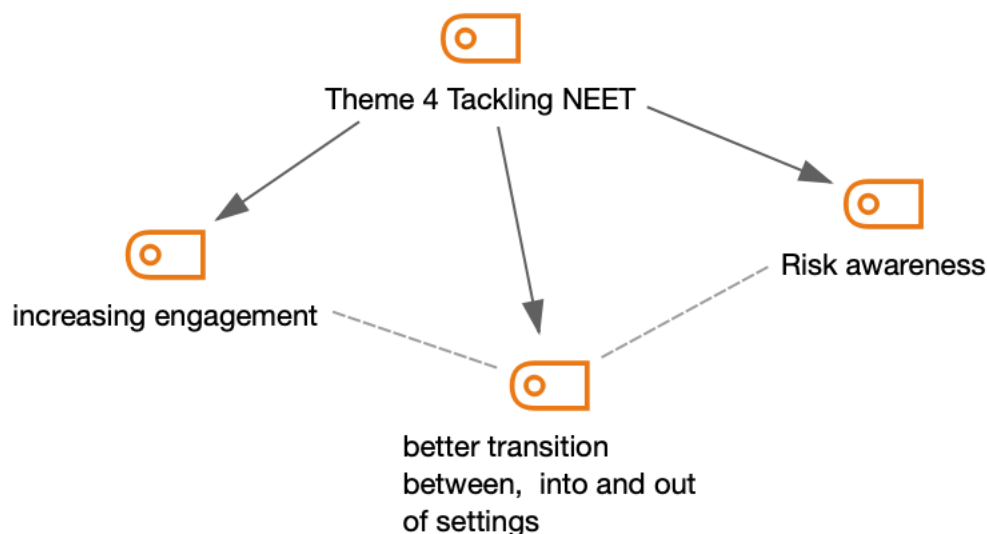 Theme 4 Tackling NEET
Risk awareness
increasing engagement
better transition
between,  into and out
of settings